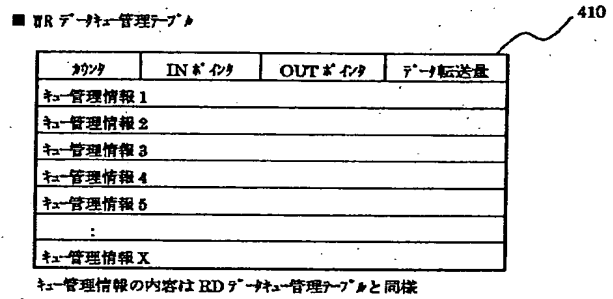 410
■ WR ﾃﾞｰﾀｷｭｰ管理ﾃｰﾌﾞﾙ
ｶｳﾝﾀ INﾎﾟｲﾝﾀ OUTﾎﾟｲﾝﾀ ﾃﾞｰﾀ転送量
ｷｭｰ管理情報1
ｷｭｰ管理情報2
ｷｭｰ管理情報3
ｷｭｰ管理情報4
ｷｭｰ管理情報5
:
ｷｭｰ管理情報X
ｷｭｰ管理情報の内容はRDﾃﾞｰﾀｷｭｰ管理ﾃｰﾌﾞﾙと同様